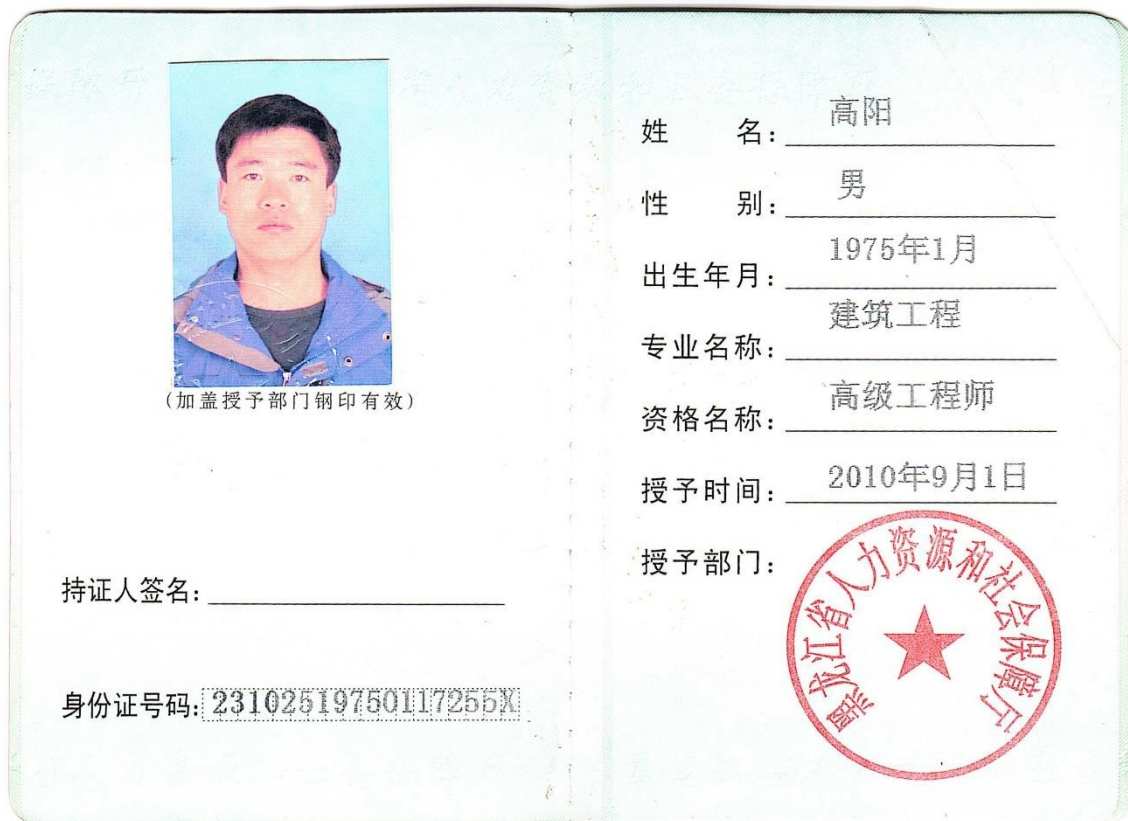 (加盖授予部门钢印有效)
持证人签名:
身份证号码: 23102519750117255X
姓 名: 高阳
性 别: 男
出生年月: 1975年1月
专业名称: 建筑工程
资格名称: 高级工程师
授予时间: 2010年9月1日
授予部门:
黑龙江省人力资源和社会保障厅